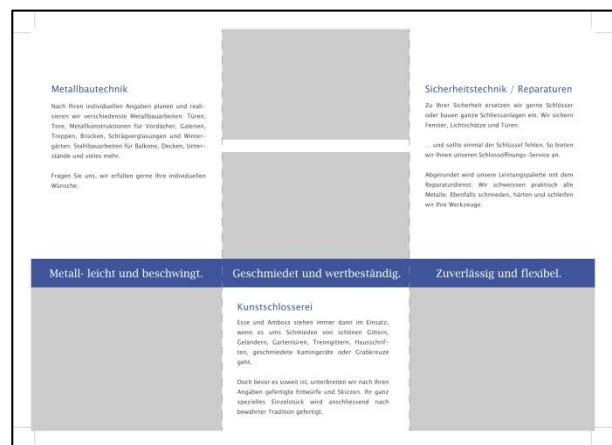 Metallbautechnik
Nach Ihren individuellen Angaben planen und reali-
sieren wir verschiedenste Metallbauarbeiten: Türen,
Tore, Metallkonstruktionen für Vordächer, Galerien,
Treppen, Brücken, Schrägverglasungen und Winter-
gärten. Stahlbauarbeiten für Balkone, Decken, Unter-
stände und vieles mehr.
Fragen Sie uns, wir erfüllen gerne Ihre individuellen
Wünsche.
Sicherheitstechnik / Reparaturen
Zu Ihrer Sicherheit ersetzen wir gerne Schlösser
oder bauen ganze Schliessanlagen ein. Wir sichern
Fenster, Lichtschätze und Türen.
... und sollte einmal der Schlüssel fehlen. So bieten
wir Ihnen unseren Schlossöffnungs-Service an.
Abgerundet wird unsere Leistungspalette mit dem
Reparaturdienst: Wir schweissen praktisch alle
Metalle. Ebenfalls schmieden, härten und schleifen
wir Ihre Werkzeuge.
Metall- leicht und beschwingt.
Geschmiedet und wertbeständig.
Zuverlässig und flexibel.
Kunstschlosserei
Esse und Amboss stehen immer dann im Einsatz,
wenn es ums Schmieden von schönen Gittern,
Geländern, Gartentüren, Trenngittern, Hausschrif-
ten, geschmiedete Kamingeräte oder Grabkreuze
geht.
Doch bevor es soweit ist, unterbreiten wir nach Ihren
Angaben gefertigte Entwürfe und Skizzen. Ihr ganz
spezielles Einzelstück wird anschliessend nach
bewährter Tradition gefertigt.